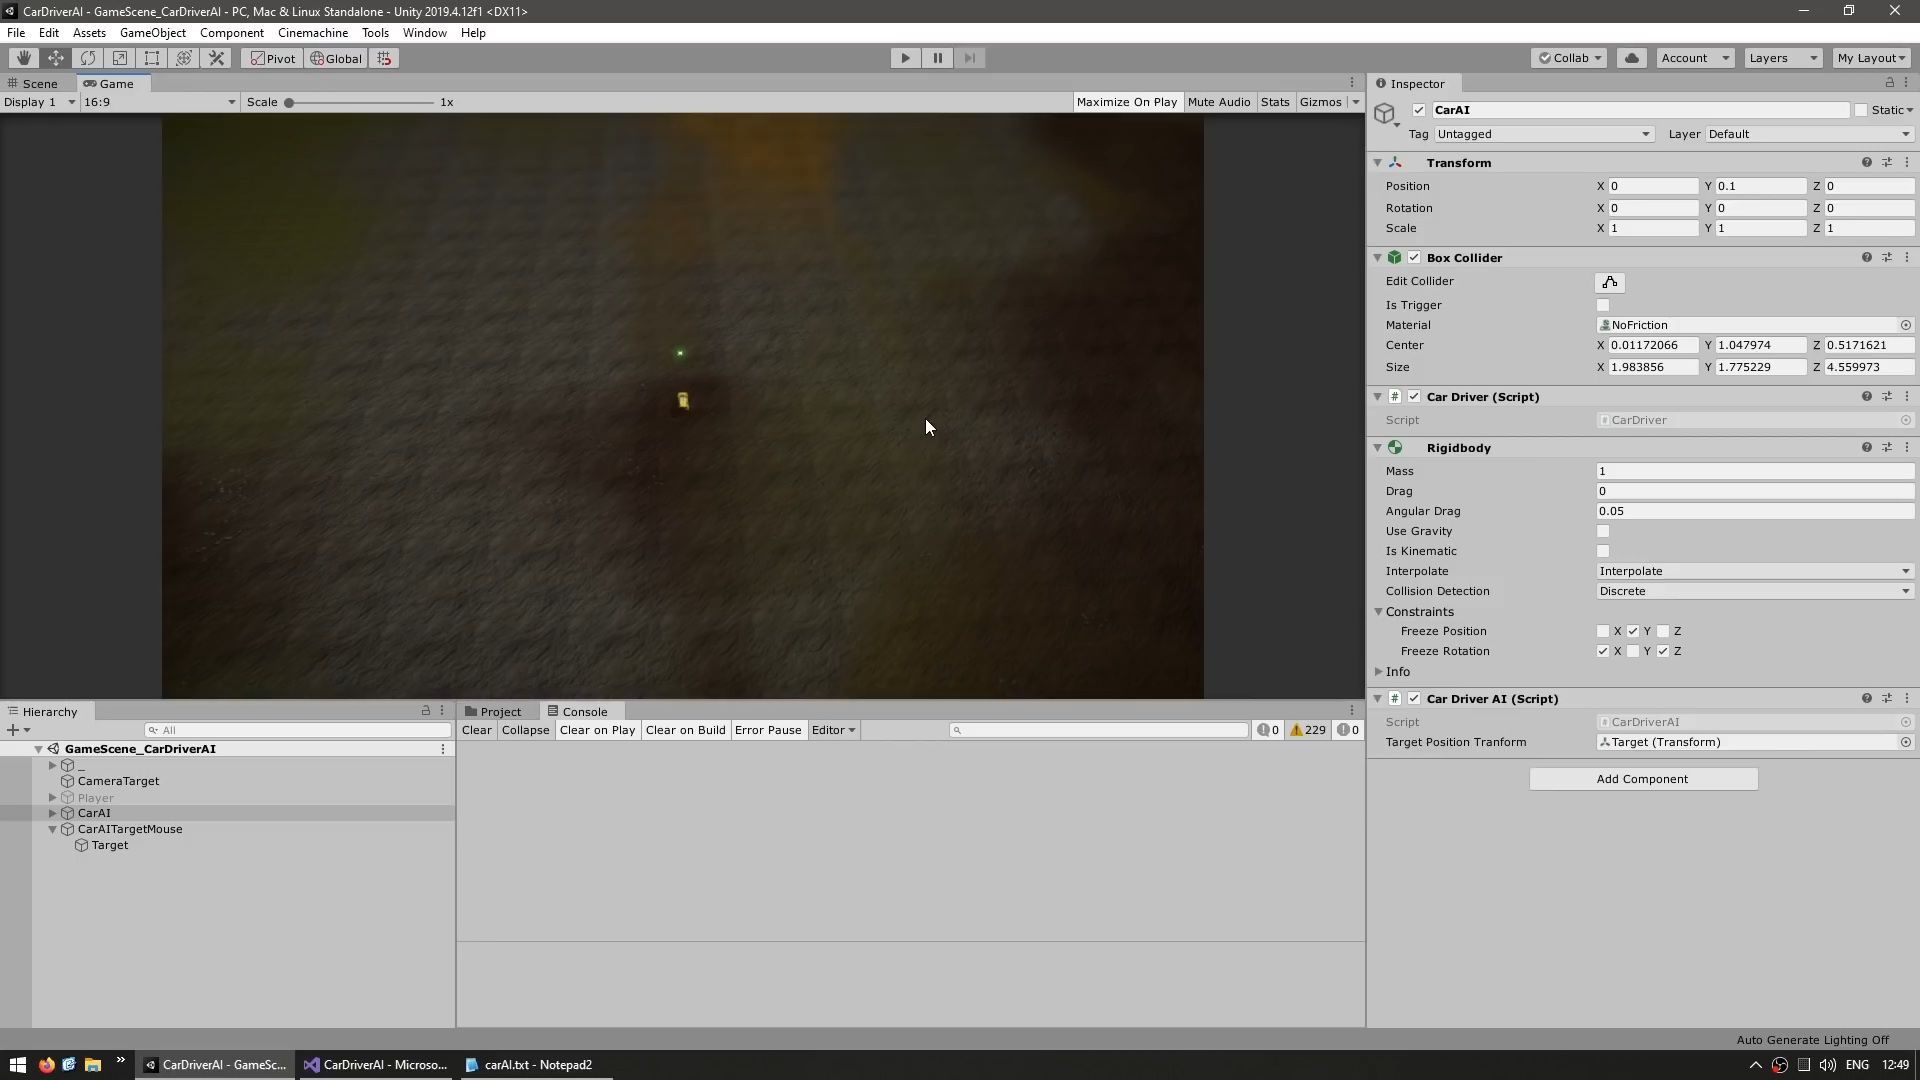 CarDriverAI - GameScene_CarDriverAI - PC, Mac & Linux Standalone - Unity 2019.4.12f1 <DX11>
File Edit Assets GameObject Component Cinemachine Tools Window Help
Pivot Global Collab Account Layers My Layout
Scene Game
Display 1 16:9 Scale 1x Maximize On Play Mute Audio Stats Gizmos
Inspector
CarAI Static
Tag Untagged Layer Default
Transform
Position X 0 Y 0.1 Z 0
Rotation X 0 Y 0 Z 0
Scale X 1 Y 1 Z 1
Box Collider
Edit Collider
Is Trigger
Material NoFriction
Center X 0.01172066 Y 1.047974 Z 0.5171621
Size X 1.983856 Y 1.775229 Z 4.559973
# Car Driver (Script)
Script CarDriver
Rigidbody
Mass 1
Drag 0
Angular Drag 0.05
Use Gravity
Is Kinematic
Interpolate Interpolate
Collision Detection Discrete
Constraints
Freeze Position X Y Z
Freeze Rotation X Y Z
Info
# Car Driver AI (Script)
Script CarDriverAI
Target Position Tranform Target (Transform)
Add Component
Hierarchy
All
GameScene_CarDriverAI
_
CameraTarget
Player
CarAI
CarAITargetMouse
Target
Project Console
Clear Collapse Clear on Play Clear on Build Error Pause Editor 0 229 0
Auto Generate Lighting Off
CarDriverAI - GameSc... CarDriverAI - Microso... carAI.txt - Notepad2 ENG 12:49